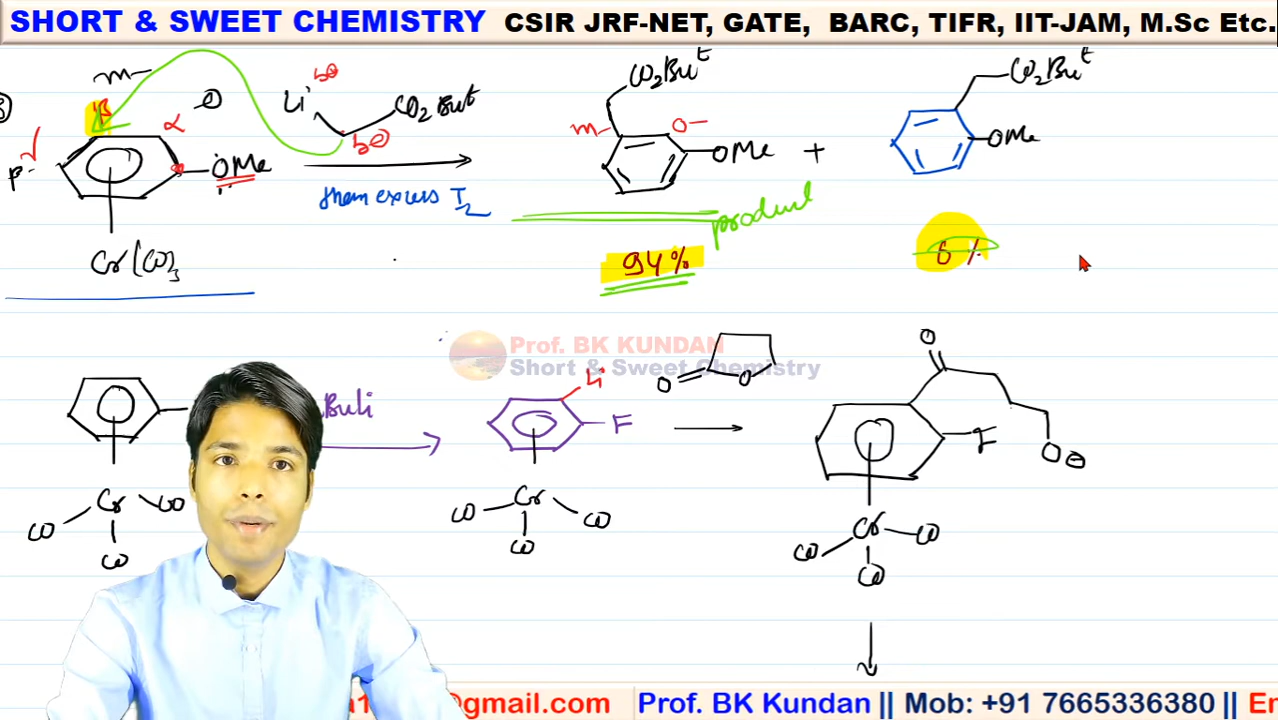 SHORT & SWEET CHEMISTRY CSIR JRF-NET, GATE, BARC, TIFR, IIT-JAM, M.Sc Etc.
m-
β
α
⊖
Li
δ⊕
CO₂Buᵗ
δ⊖
p-
OMe
Cr(CO)₃
then excess I₂
CO₂Buᵗ
m-
o-
OMe
+
CO₂Buᵗ
OMe
product
94%
6%
Prof. BK KUNDAN
Short & Sweet Chemistry
BuLi
Li
F
O
O
O
F
O⊖
Cr
CO
CO
CO
Cr
CO
CO
CO
Cr
CO
CO
CO
@gmail.com Prof. BK Kundan || Mob: +91 7665336380 ||